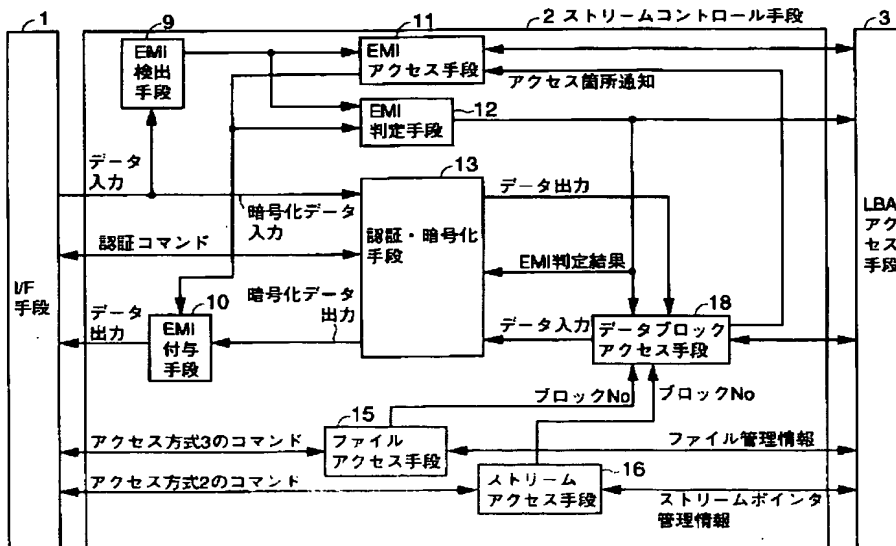 1
2 ストリームコントロール手段
3
9
EMI
検出
手段
11
EMI
アクセス手段
アクセス箇所通知
12
EMI
判定手段
データ
入力
13
データ出力
暗号化データ
入力
認証・暗号化
手段
認証コマンド
EMI判定結果
LBA
アク
セス
手段
I/F
手段
データ
出力
10
EMI
付与
手段
暗号化データ
出力
データ入力
18
データブロック
アクセス手段
ブロックNo
ブロックNo
15
ファイル
アクセス手段
アクセス方式3のコマンド
ファイル管理情報
アクセス方式2のコマンド
16
ストリーム
アクセス手段
ストリームポインタ
管理情報